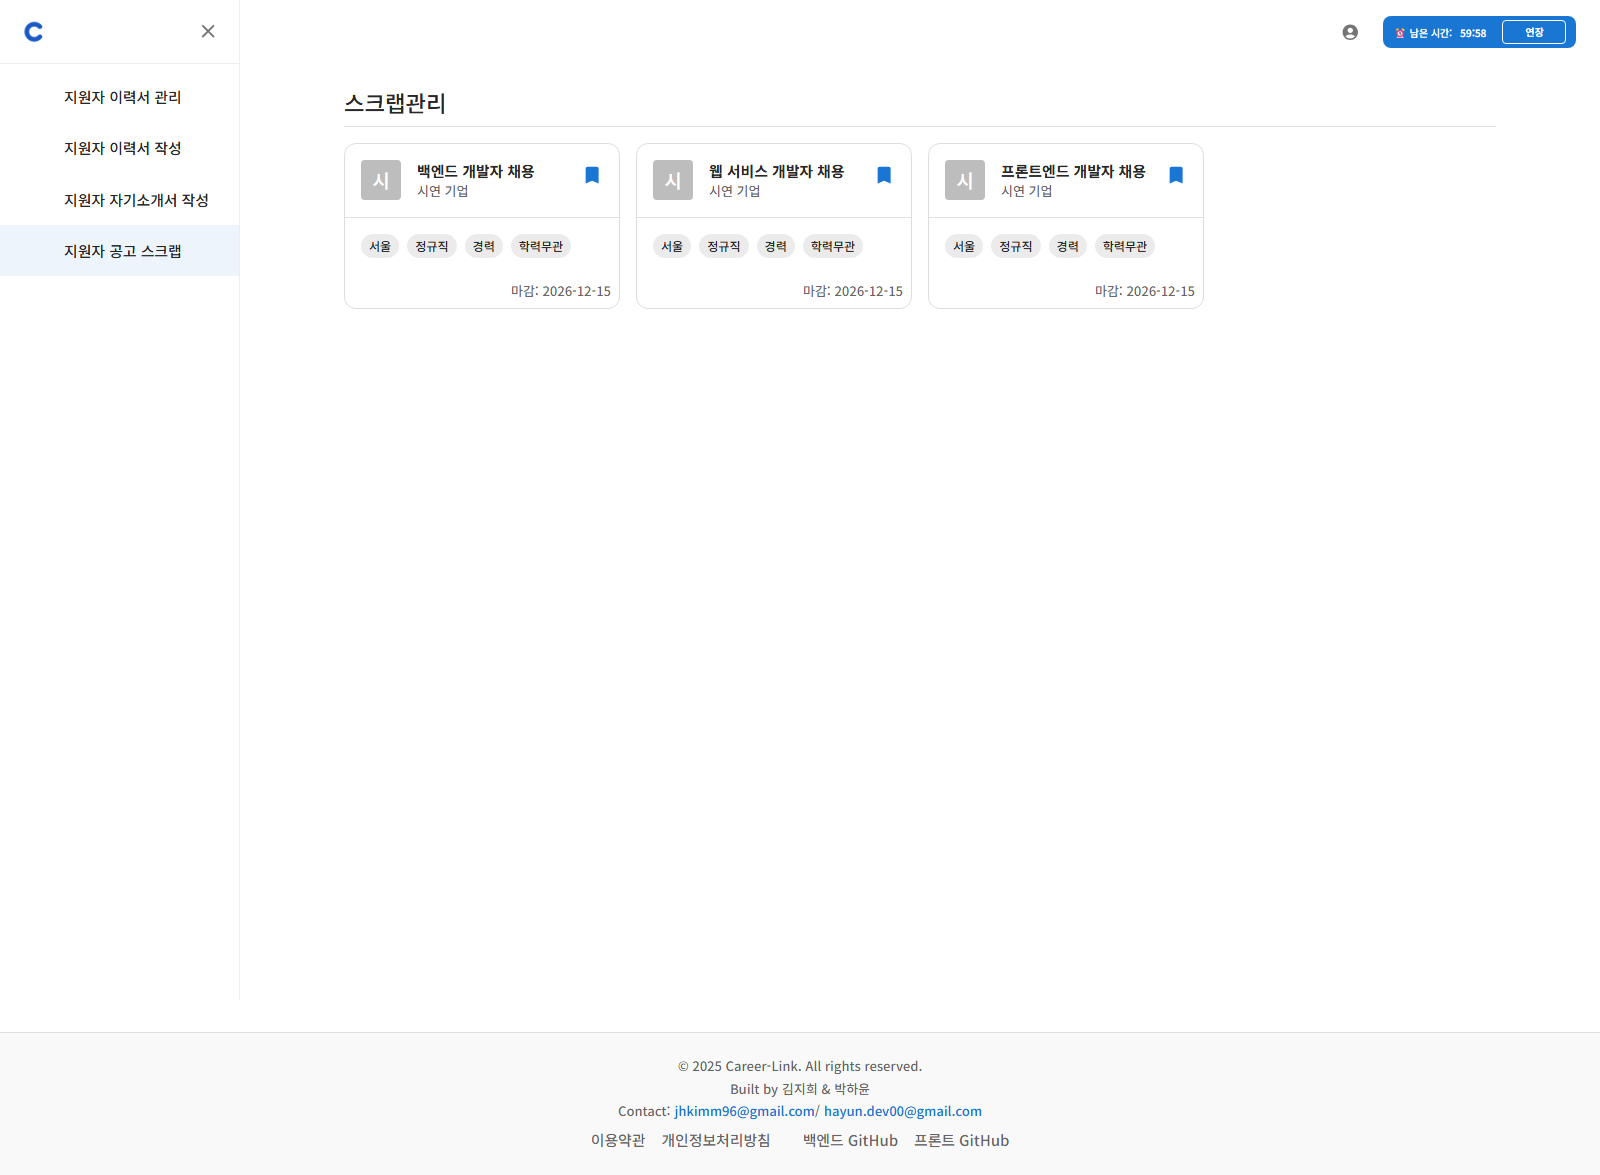 C
지원자 이력서 관리
지원자 이력서 작성
지원자 자기소개서 작성
지원자 공고 스크랩
⏰ 남은 시간: 59:58 연장
스크랩관리
시
백엔드 개발자 채용
시연 기업
서울 정규직 경력 학력무관
마감: 2026-12-15
시
웹 서비스 개발자 채용
시연 기업
서울 정규직 경력 학력무관
마감: 2026-12-15
시
프론트엔드 개발자 채용
시연 기업
서울 정규직 경력 학력무관
마감: 2026-12-15
© 2025 Career-Link. All rights reserved.
Built by 김지희 & 박하윤
Contact: jhkimm96@gmail.com/ hayun.dev00@gmail.com
이용약관 개인정보처리방침 백엔드 GitHub 프론트 GitHub